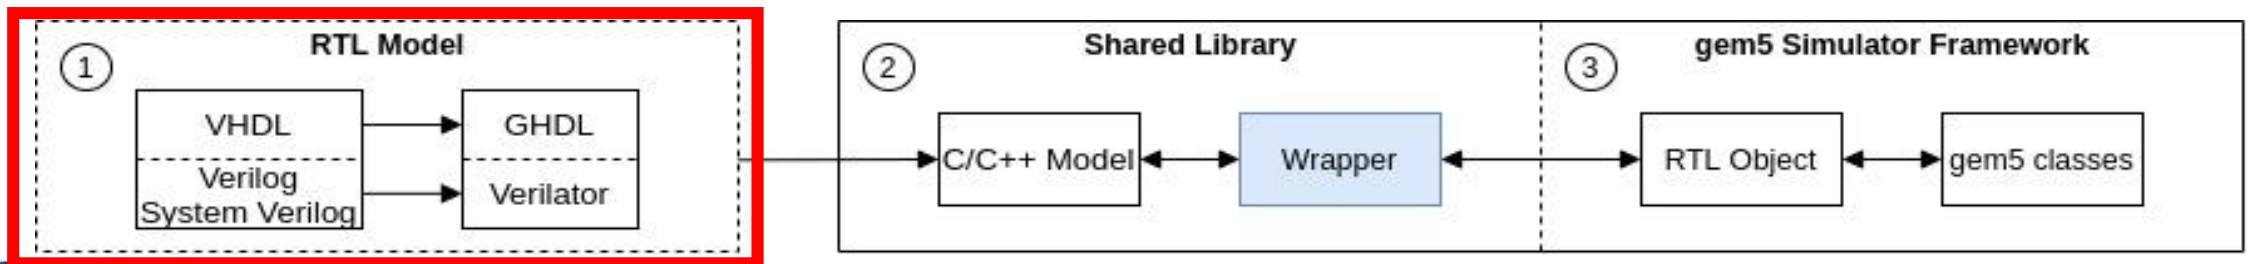 1
RTL Model
VHDL
Verilog
System Verilog
GHDL
Verilator
2
Shared Library
C/C++ Model
Wrapper
3
gem5 Simulator Framework
RTL Object
gem5 classes